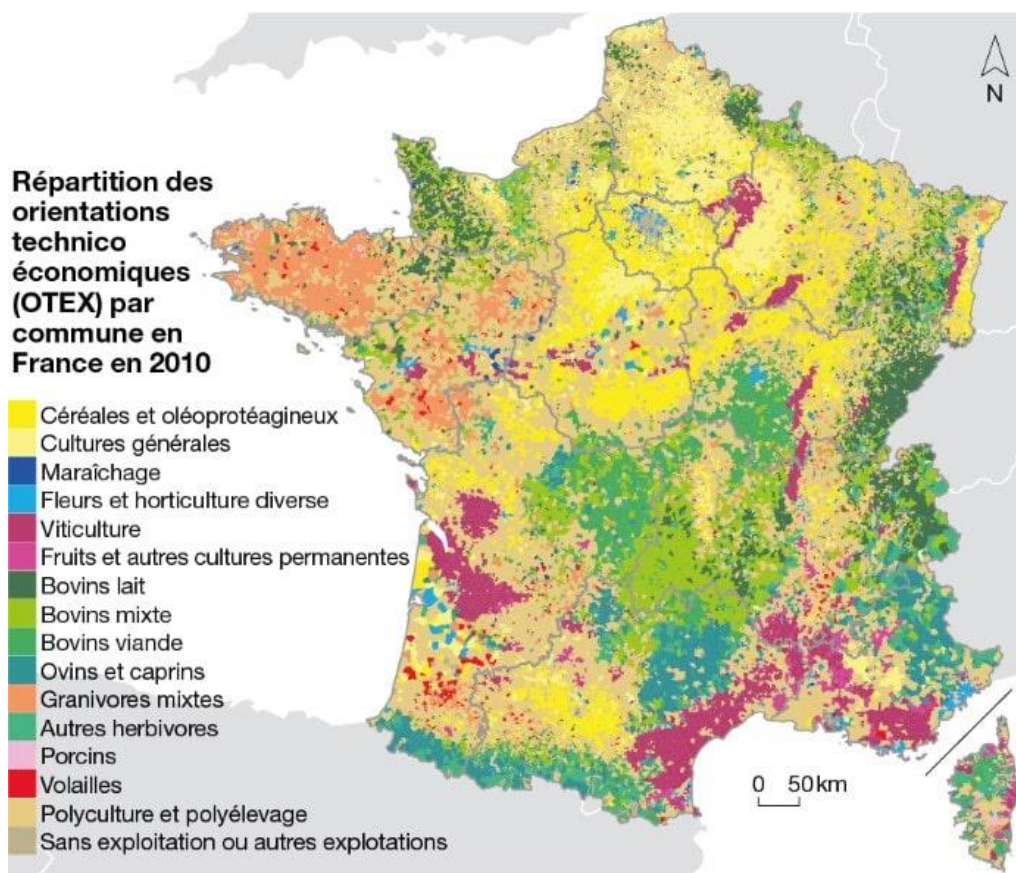 N
Répartition des
orientations
technico
économiques
(OTEX) par
commune en
France en 2010
Céréales et oléoprotéagineux
Cultures générales
Maraîchage
Fleurs et horticulture diverse
Viticulture
Fruits et autres cultures permanentes
Bovins lait
Bovins mixte
Bovins viande
Ovins et caprins
Granivores mixtes
Autres herbivores
Porcins
Volailles
Polyculture et polyélevage
Sans exploitation ou autres explotations
0 50 km